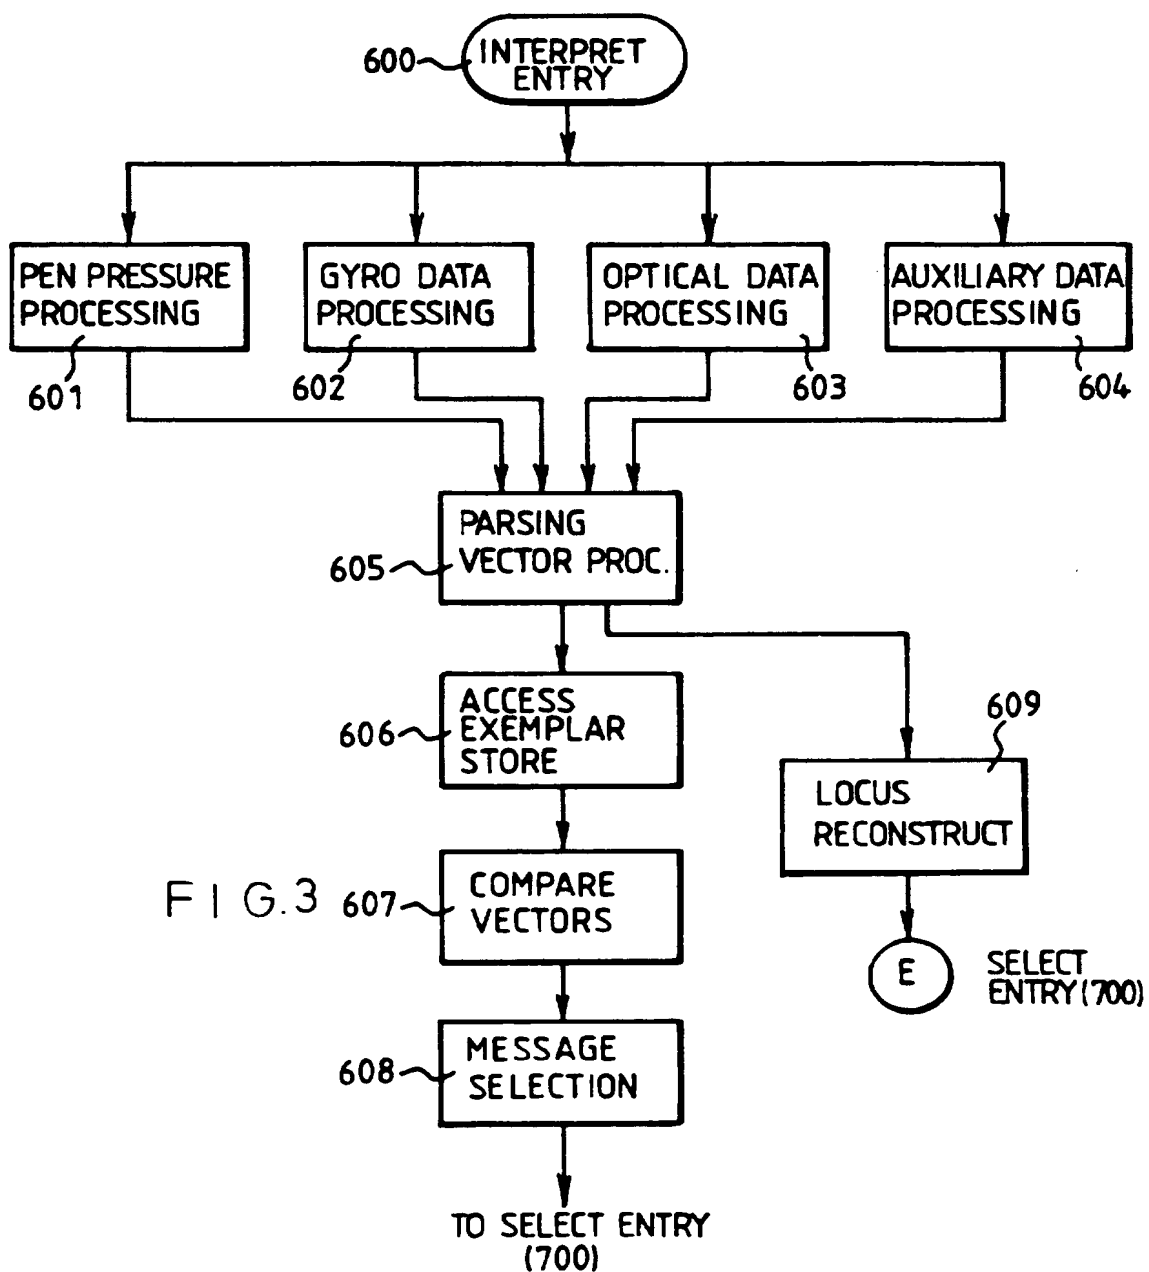 600
INTERPRET
ENTRY
PEN PRESSURE
PROCESSING
601
GYRO DATA
PROCESSING
602
OPTICAL DATA
PROCESSING
603
AUXILIARY DATA
PROCESSING
604
PARSING
VECTOR PROC.
605
ACCESS
EXEMPLAR
STORE
606
609
LOCUS
RECONSTRUCT
FIG.3
COMPARE
VECTORS
607
E
SELECT
ENTRY (700)
MESSAGE
SELECTION
608
TO SELECT ENTRY
(700)